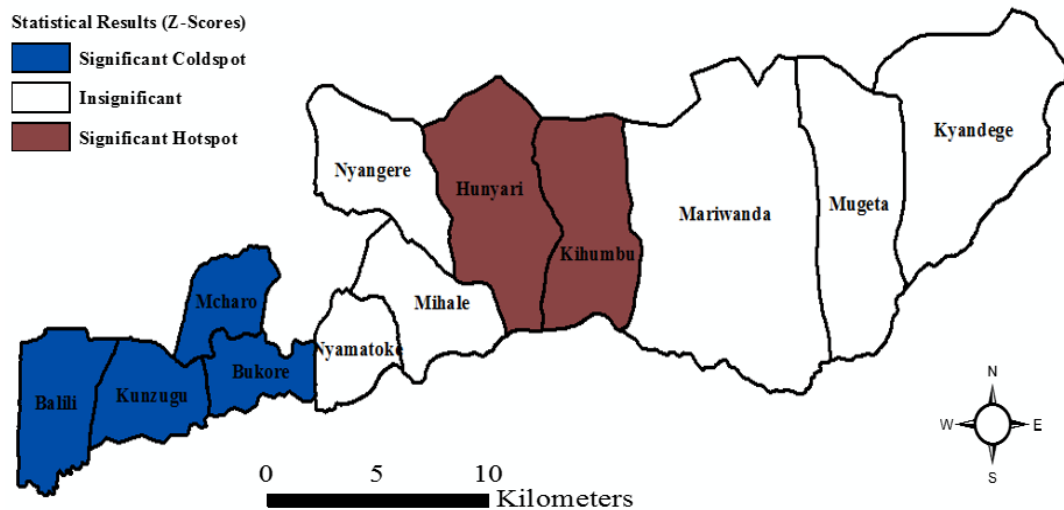 Statistical Results (Z-Scores)
Significant Coldspot
Insignificant
Significant Hotspot
Kyandege
Nyangere
Hunyari
Mugeta
Mariwanda
Kihumbu
Mcharo
Mihale
Nyamatoke
Bukore
Kunzugu
Balili
N
W E
S
0 5 10
Kilometers